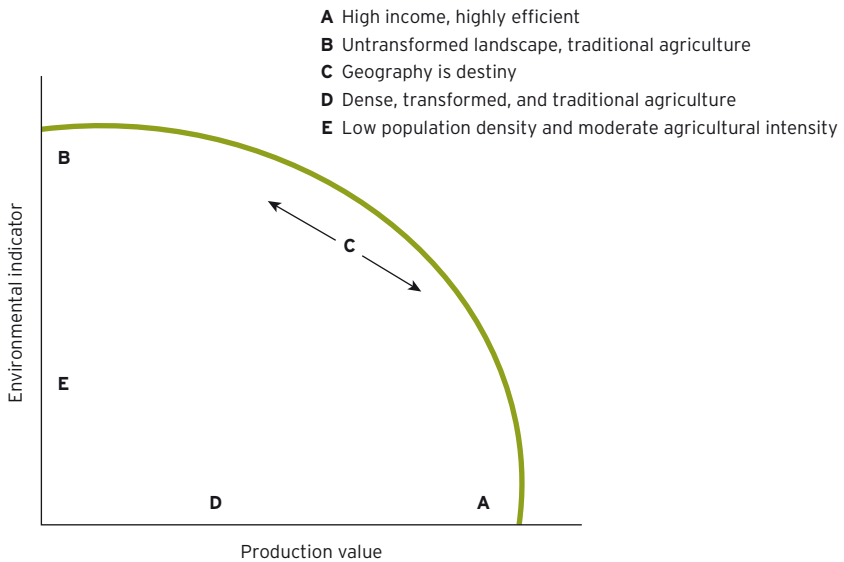 A High income, highly efficient
B Untransformed landscape, traditional agriculture
C Geography is destiny
D Dense, transformed, and traditional agriculture
E Low population density and moderate agricultural intensity
B
C
Environmental indicator
E
D
A
Production value